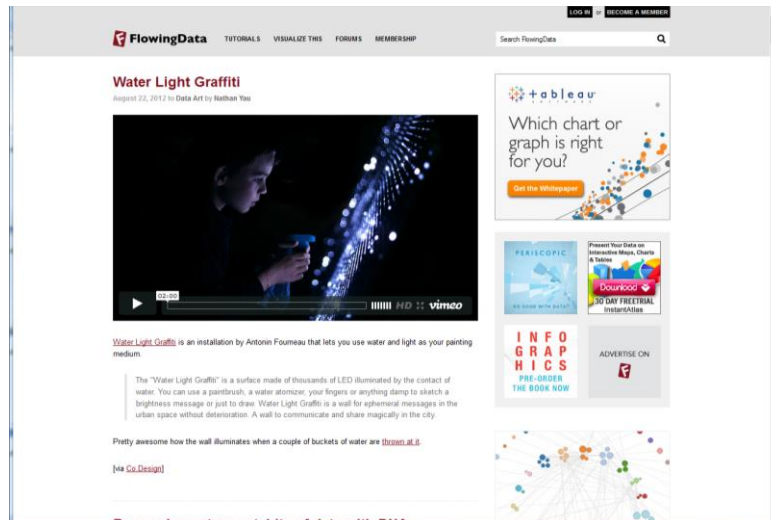 LOG IN or BECOME A MEMBER
FlowingData
TUTORIALS VISUALIZE THIS FORUMS MEMBERSHIP
Search FlowingData
Water Light Graffiti
August 22, 2012 to Data Art by Nathan Yau
02:00
HD :: vimeo
Water Light Graffiti is an installation by Antonin Fourneau that lets you use water and light as your painting
medium.
The "Water Light Graffiti" is a surface made of thousands of LED illuminated by the contact of
water. You can use a paintbrush, a water atomizer, your fingers or anything damp to sketch a
brightness message or just to draw. Water Light Graffiti is a wall for ephemeral messages in the
urban space without deterioration. A wall to communicate and share magically in the city.
Pretty awesome how the wall illuminates when a couple of buckets of water are thrown at it.
[via Co.Design]
tableau
SOFTWARE
Which chart or
graph is right
for you?
Get the Whitepaper
PERISCOPIC
DO GOOD WITH DATA
Present Your Data on
Interactive Maps, Charts
& Tables
Download
30 DAY FREETRIAL
InstantAtlas
INFO
GRAP
HICS
PRE-ORDER
THE BOOK NOW
ADVERTISE ON